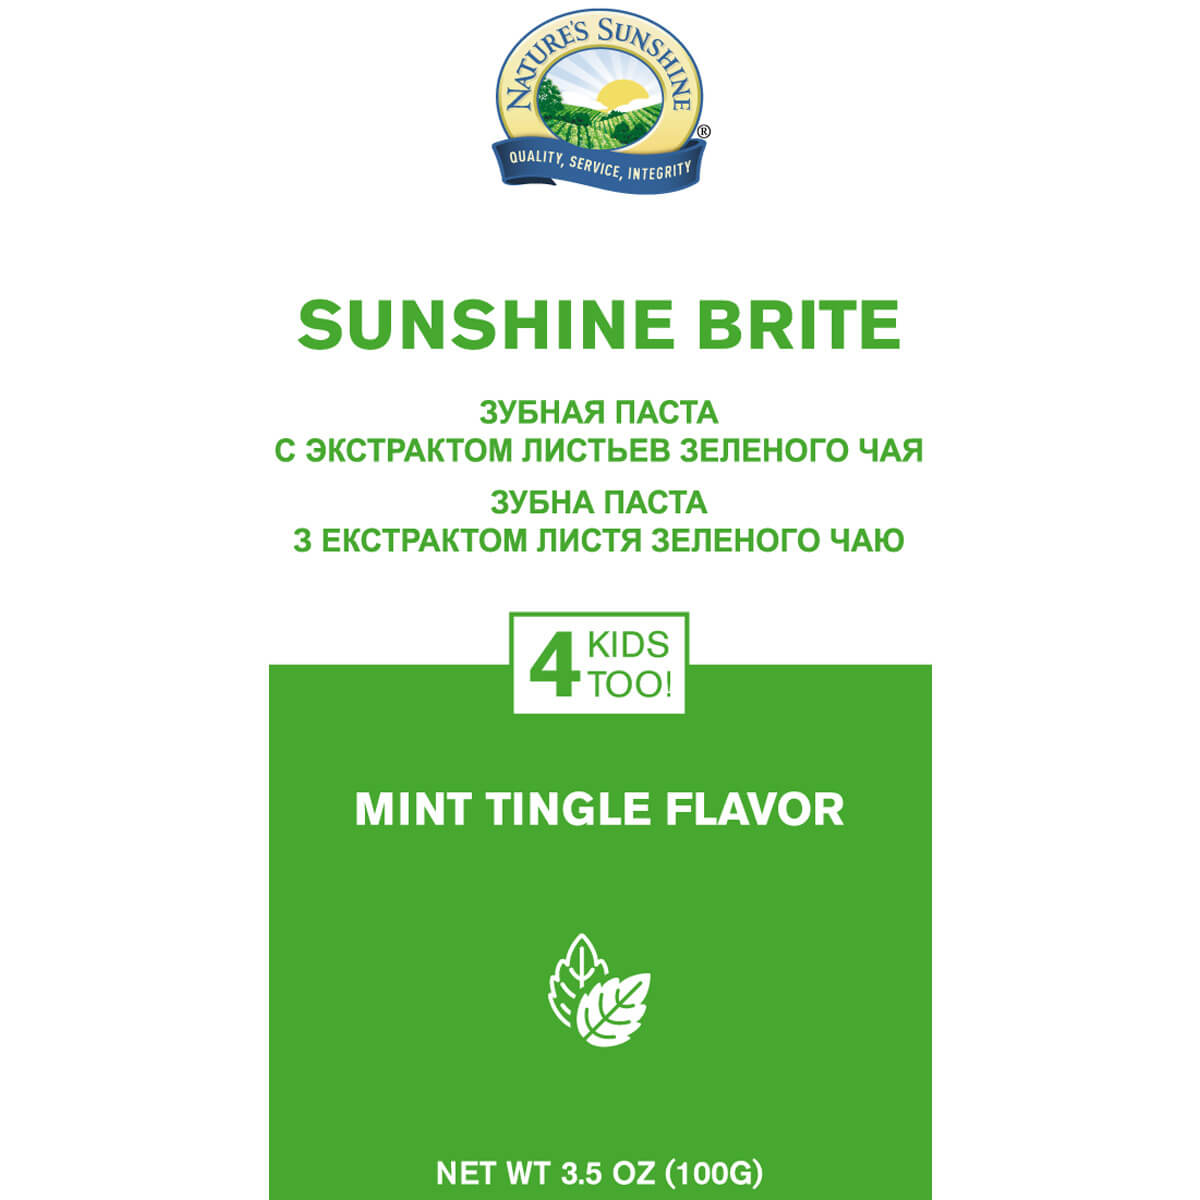 NATURE'S SUNSHINE
®
QUALITY, SERVICE, INTEGRITY
SUNSHINE BRITE
ЗУБНАЯ ПАСТА
С ЭКСТРАКТОМ ЛИСТЬЕВ ЗЕЛЕНОГО ЧАЯ
ЗУБНА ПАСТА
З ЕКСТРАКТОМ ЛИСТЯ ЗЕЛЕНОГО ЧАЮ
4 KIDS
TOO!
MINT TINGLE FLAVOR
NET WT 3.5 OZ (100G)